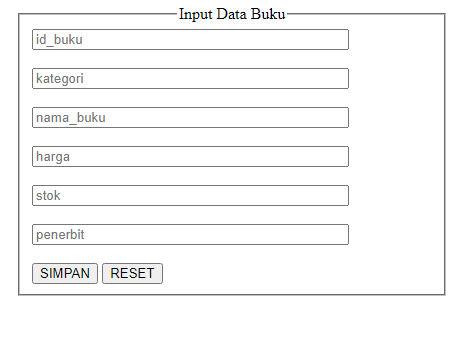 Input Data Buku
id_buku
kategori
nama_buku
harga
stok
penerbit
SIMPAN RESET